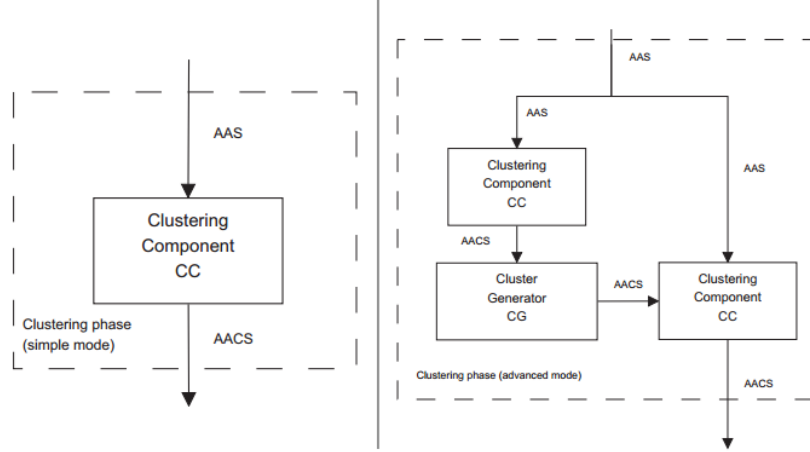 AAS
Clustering
Component
CC
Clustering phase
(simple mode)
AACS
AAS
AAS
AAS
Clustering
Component
CC
AACS
Cluster
Generator
CG
AACS
Clustering
Component
CC
Clustering phase (advanced mode)
AACS